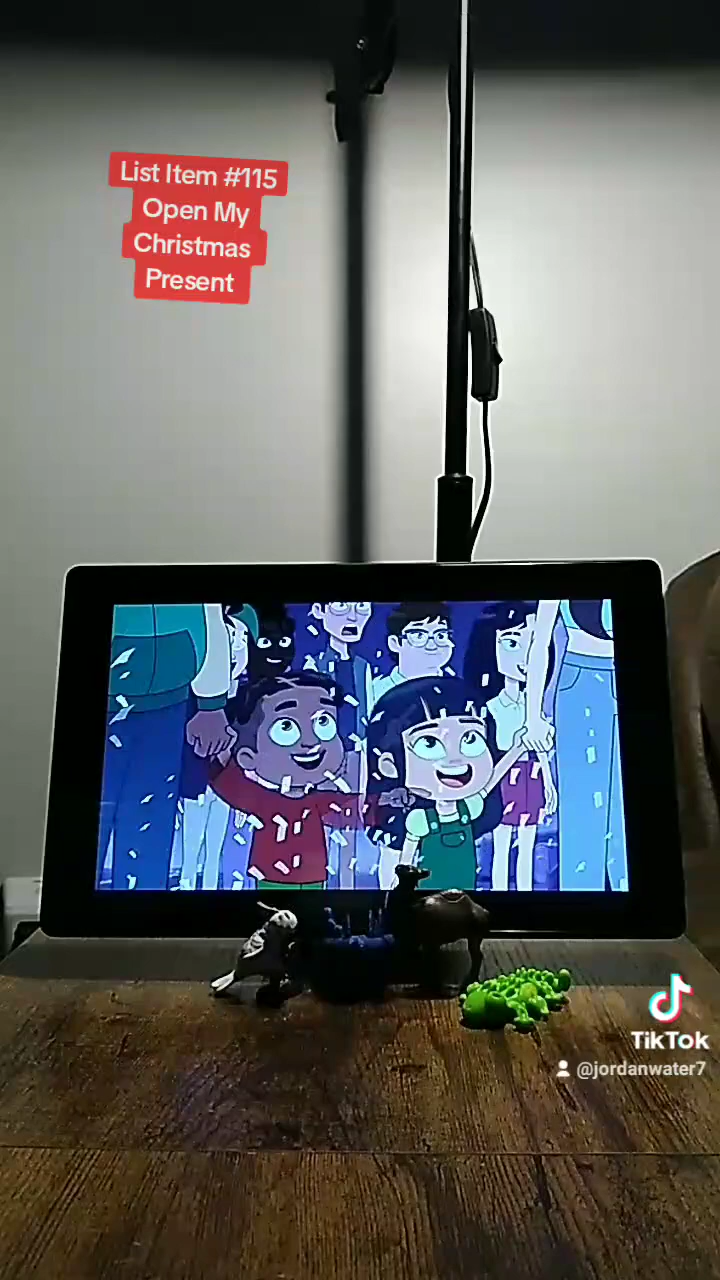 List Item #115
Open My
Christmas
Present
TikTok
@jordanwater7